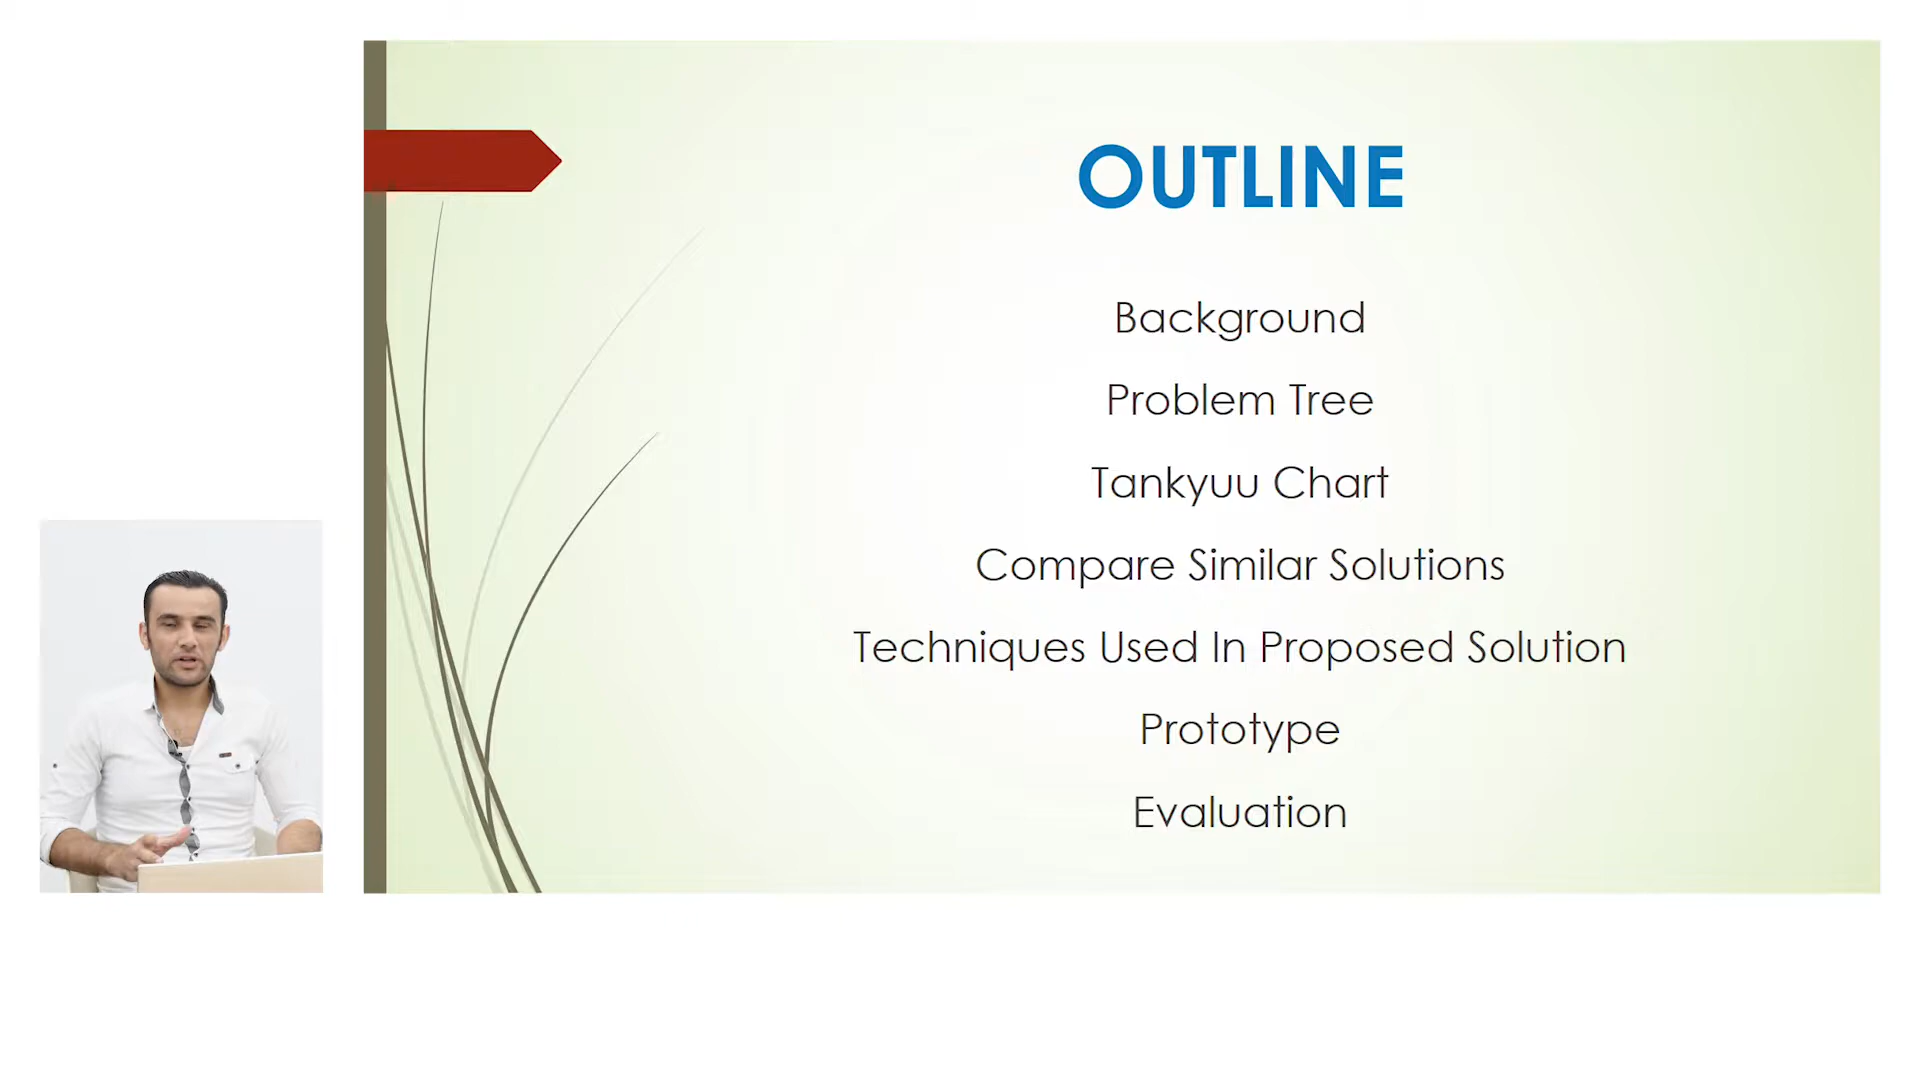 OUTLINE
Background
Problem Tree
Tankyuu Chart
Compare Similar Solutions
Techniques Used In Proposed Solution
Prototype
Evaluation